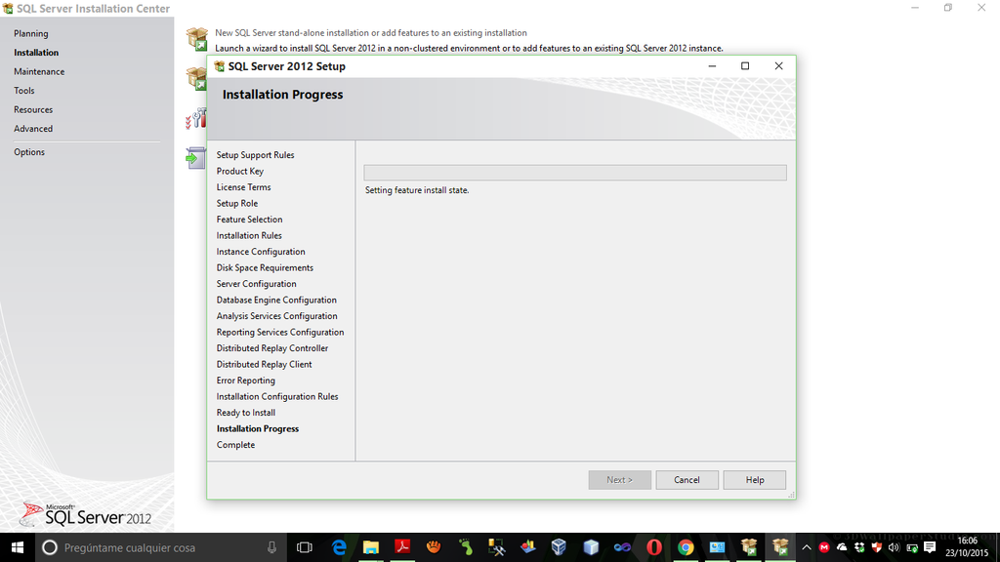 SQL Server Installation Center
Planning
Installation
Maintenance
Tools
Resources
Advanced
Options
New SQL Server stand-alone installation or add features to an existing installation
Launch a wizard to install SQL Server 2012 in a non-clustered environment or to add features to an existing SQL Server 2012 instance.
SQL Server 2012 Setup
Installation Progress
Setup Support Rules
Product Key
License Terms
Setup Role
Feature Selection
Installation Rules
Instance Configuration
Disk Space Requirements
Server Configuration
Database Engine Configuration
Analysis Services Configuration
Reporting Services Configuration
Distributed Replay Controller
Distributed Replay Client
Error Reporting
Installation Configuration Rules
Ready to Install
Installation Progress
Complete
Setting feature install state.
Next >
Cancel
Help
Microsoft
SQL Server 2012
Pregúntame cualquier cosa
16:06
23/10/2015